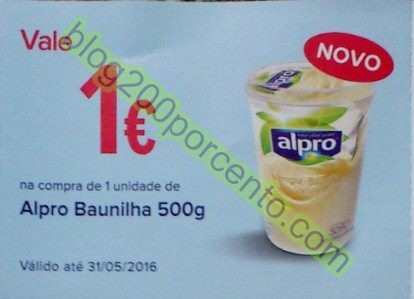 Vale
1€
na compra de 1 unidade de
Alpro Baunilha 500g
Válido até 31/05/2016
NOVO
alpro
blog200porcento.com